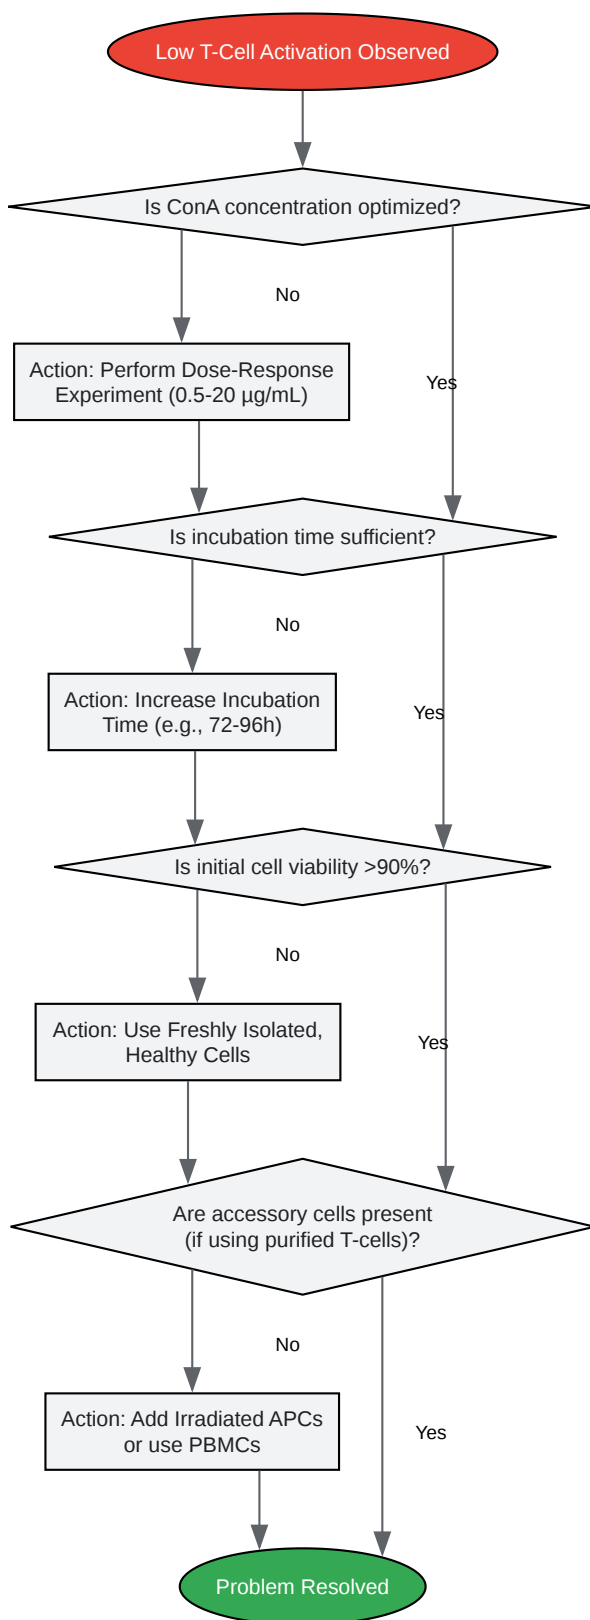 Low T-Cell Activation Observed
Is ConA concentration optimized?
No
Action: Perform Dose-Response
Experiment (0.5-20 µg/mL)
Yes
Is incubation time sufficient?
No
Action: Increase Incubation
Time (e.g., 72-96h)
Yes
Is initial cell viability >90%?
No
Action: Use Freshly Isolated,
Healthy Cells
Yes
Are accessory cells present
(if using purified T-cells)?
No
Action: Add Irradiated APCs
or use PBMCs
Yes
Problem Resolved